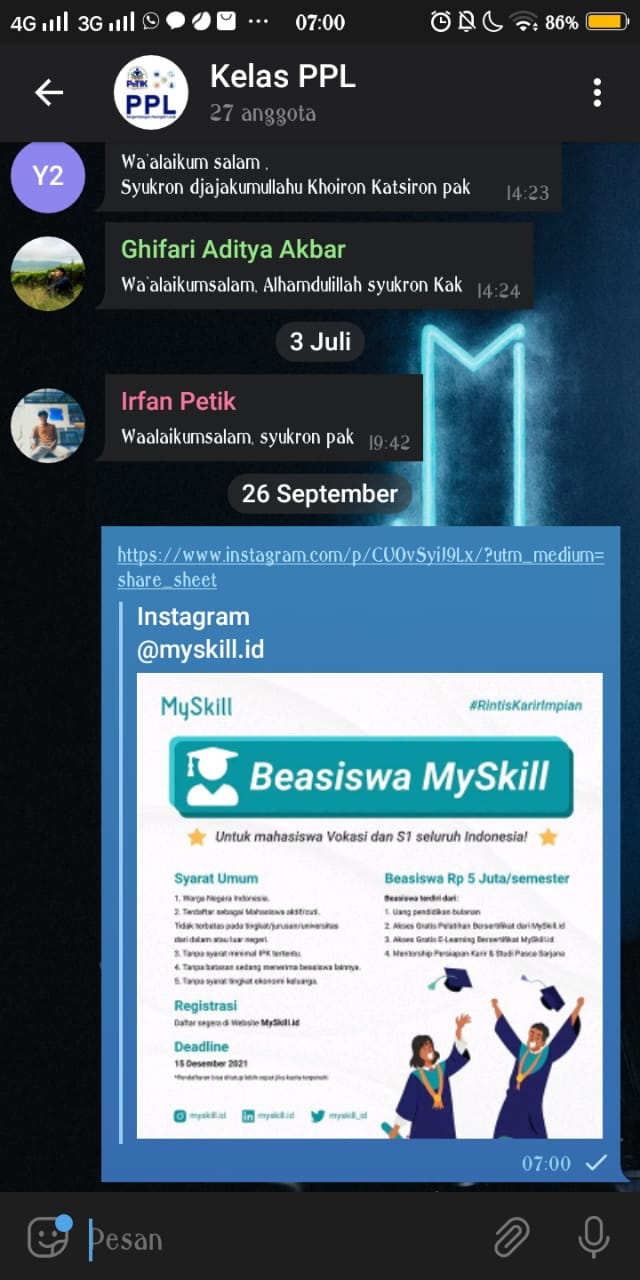 4G 3G ... 07:00 86%
Kelas PPL
27 anggota
PeTIK
PPL
Y2
Wa'alaikum salam .
Syukron djajakumullahu Khoiron Katsiron pak 14:23
Ghifari Aditya Akbar
Wa'alaikumsalam, Alhamdulillah syukron Kak 14:24
3 Juli
Irfan Petik
Waalaikumsalam, syukron pak 19:42
26 September
https://www.instagram.com/p/CUOvSyiJ9Lx/?utm_medium=
share_sheet
Instagram
@myskill.id
MySkill #RintisKarirImpian
Beasiswa MySkill
Untuk mahasiswa Vokasi dan S1 seluruh Indonesia!
Syarat Umum
1. Warga Negara Indonesia.
2. Terdaftar sebagai Mahasiswa aktif/cuti.
Tidak terbatas pada tingkat/jurusan/universitas
dari dalam atau luar negeri.
3. Tanpa syarat minimal IPK tertentu.
4. Tanpa batasan sedang menerima beasiswa lainnya.
5. Tanpa syarat tingkat ekonomi keluarga.
Registrasi
Daftar segera di Website MySkill.id
Deadline
15 Desember 2021
*Pendaftaran bisa ditutup lebih cepat jika kuota terpenuhi
Beasiswa Rp 5 Juta/semester
Beasiswa terdiri dari:
1. Uang pendidikan bulanan
2. Akses Gratis Pelatihan Bersertifikat dari MySkill.id
3. Akses Gratis E-Learning Bersertifikat MySkill.id
4. Mentorship Persiapan Karir & Studi Pasca Sarjana
myskill.id myskill.id myskill_id
07:00
Pesan